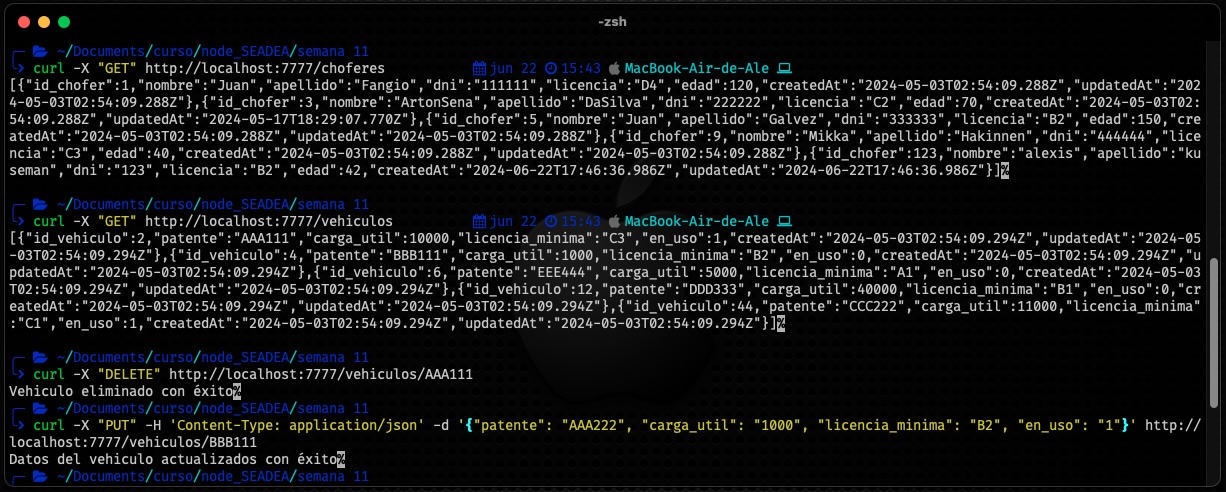 -zsh
~/Documents/curso/node_SEADEA/semana 11
curl -X "GET" http://localhost:7777/choferes jun 22 15:43 MacBook-Air-de-Ale
[{"id_chofer":1,"nombre":"Juan","apellido":"Fangio","dni":"111111","licencia":"D4","edad":120,"createdAt":"2024-05-03T02:54:09.288Z","updatedAt":"202
4-05-03T02:54:09.288Z"},{"id_chofer":3,"nombre":"ArtonSena","apellido":"DaSilva","dni":"222222","licencia":"C2","edad":70,"createdAt":"2024-05-03T02:
54:09.288Z","updatedAt":"2024-05-17T18:29:07.770Z"},{"id_chofer":5,"nombre":"Juan","apellido":"Galvez","dni":"333333","licencia":"B2","edad":150,"cre
atedAt":"2024-05-03T02:54:09.288Z","updatedAt":"2024-05-03T02:54:09.288Z"},{"id_chofer":9,"nombre":"Mikka","apellido":"Hakinnen","dni":"444444","lice
ncia":"C3","edad":40,"createdAt":"2024-05-03T02:54:09.288Z","updatedAt":"2024-05-03T02:54:09.288Z"},{"id_chofer":123,"nombre":"alexis","apellido":"ku
seman","dni":"123","licencia":"B2","edad":42,"createdAt":"2024-06-22T17:46:36.986Z","updatedAt":"2024-06-22T17:46:36.986Z"}]%
~/Documents/curso/node_SEADEA/semana 11
curl -X "GET" http://localhost:7777/vehiculos jun 22 15:43 MacBook-Air-de-Ale
[{"id_vehiculo":2,"patente":"AAA111","carga_util":10000,"licencia_minima":"C3","en_uso":1,"createdAt":"2024-05-03T02:54:09.294Z","updatedAt":"2024-05
-03T02:54:09.294Z"},{"id_vehiculo":4,"patente":"BBB111","carga_util":1000,"licencia_minima":"B2","en_uso":0,"createdAt":"2024-05-03T02:54:09.294Z","u
pdatedAt":"2024-05-03T02:54:09.294Z"},{"id_vehiculo":6,"patente":"EEE444","carga_util":5000,"licencia_minima":"A1","en_uso":0,"createdAt":"2024-05-03
T02:54:09.294Z","updatedAt":"2024-05-03T02:54:09.294Z"},{"id_vehiculo":12,"patente":"DDD333","carga_util":40000,"licencia_minima":"B1","en_uso":0,"cr
eatedAt":"2024-05-03T02:54:09.294Z","updatedAt":"2024-05-03T02:54:09.294Z"},{"id_vehiculo":44,"patente":"CCC222","carga_util":11000,"licencia_minima"
:"C1","en_uso":1,"createdAt":"2024-05-03T02:54:09.294Z","updatedAt":"2024-05-03T02:54:09.294Z"}]%
~/Documents/curso/node_SEADEA/semana 11
curl -X "DELETE" http://localhost:7777/vehiculos/AAA111
Vehiculo eliminado con éxito%
~/Documents/curso/node_SEADEA/semana 11
curl -X "PUT" -H 'Content-Type: application/json' -d '{"patente": "AAA222", "carga_util": "1000", "licencia_minima": "B2", "en_uso": "1"}' http://
localhost:7777/vehiculos/BBB111
Datos del vehiculo actualizados con éxito%
~/Documents/curso/node_SEADEA/semana 11